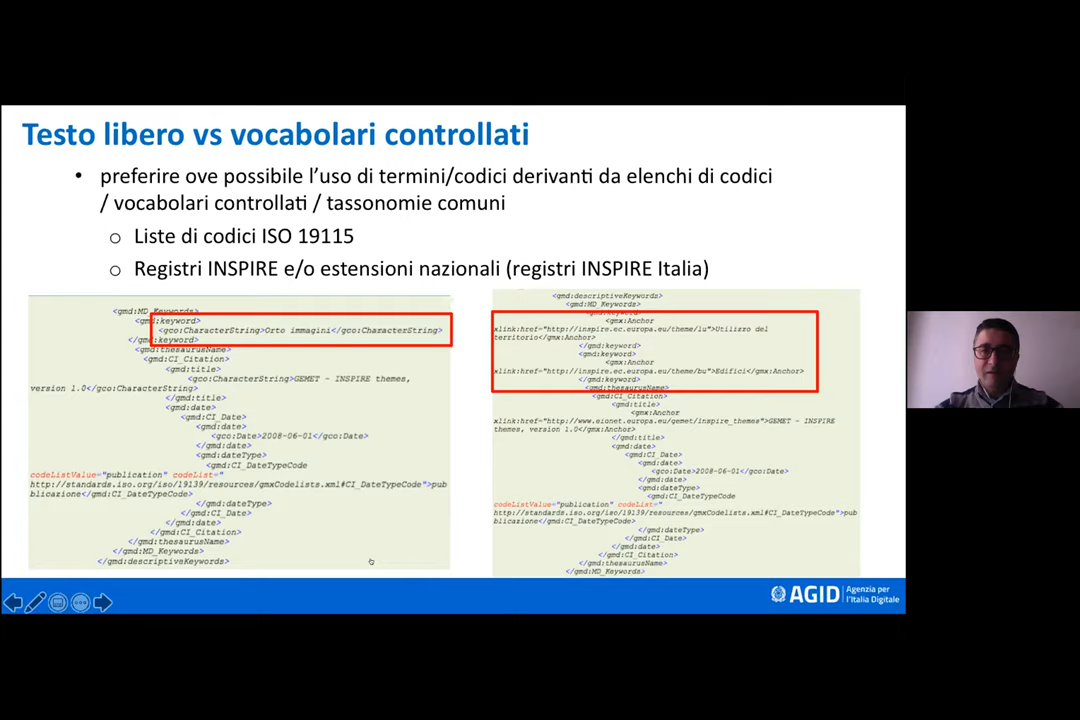 Testo libero vs vocabolari controllati
• preferire ove possibile l'uso di termini/codici derivanti da elenchi di codici
/ vocabolari controllati / tassonomie comuni
o Liste di codici ISO 19115
o Registri INSPIRE e/o estensioni nazionali (registri INSPIRE Italia)
<gmd:MD_Keywords>
<gmd:keyword>
<gco:CharacterString>Orto immagini</gco:CharacterString>
</gmd:keyword>
<gmd:thesaurusName>
<gmd:CI_Citation>
<gmd:title>
<gco:CharacterString>GEMET - INSPIRE themes,
version 1.0</gco:CharacterString>
</gmd:title>
<gmd:date>
<gmd:CI_Date>
<gmd:date>
<gco:Date>2008-06-01</gco:Date>
</gmd:date>
<gmd:dateType>
<gmd:CI_DateTypeCode
codeListValue="publication" codeList="
http://standards.iso.org/iso/19139/resources/gmxCodelists.xml#CI_DateTypeCode">pub
blicazione</gmd:CI_DateTypeCode>
</gmd:dateType>
</gmd:CI_Date>
</gmd:date>
</gmd:CI_Citation>
</gmd:thesaurusName>
</gmd:MD_Keywords>
</gmd:descriptiveKeywords>
<gmd:descriptiveKeywords>
<gmd:MD_Keywords>
<gmd:keyword>
<gmx:Anchor
xlink:href="http://inspire.ec.europa.eu/theme/lu">Utilizzo del
territorio</gmx:Anchor>
</gmd:keyword>
<gmd:keyword>
<gmx:Anchor
xlink:href="http://inspire.ec.europa.eu/theme/bu">Edifici</gmx:Anchor>
</gmd:keyword>
<gmd:thesaurusName>
<gmd:CI_Citation>
<gmd:title>
<gmx:Anchor
xlink:href="http://www.eionet.europa.eu/gemet/inspire_themes">GEMET - INSPIRE
themes, version 1.0</gmx:Anchor>
</gmd:title>
<gmd:date>
<gmd:CI_Date>
<gmd:date>
<gco:Date>2008-06-01</gco:Date>
</gmd:date>
<gmd:dateType>
<gmd:CI_DateTypeCode
codeListValue="publication" codeList="
http://standards.iso.org/iso/19139/resources/gmxCodelists.xml#CI_DateTypeCode">pub
blicazione</gmd:CI_DateTypeCode>
</gmd:dateType>
</gmd:CI_Date>
</gmd:date>
</gmd:CI_Citation>
</gmd:thesaurusName>
</gmd:MD_Keywords>
AGID Agenzia per
l'Italia Digitale